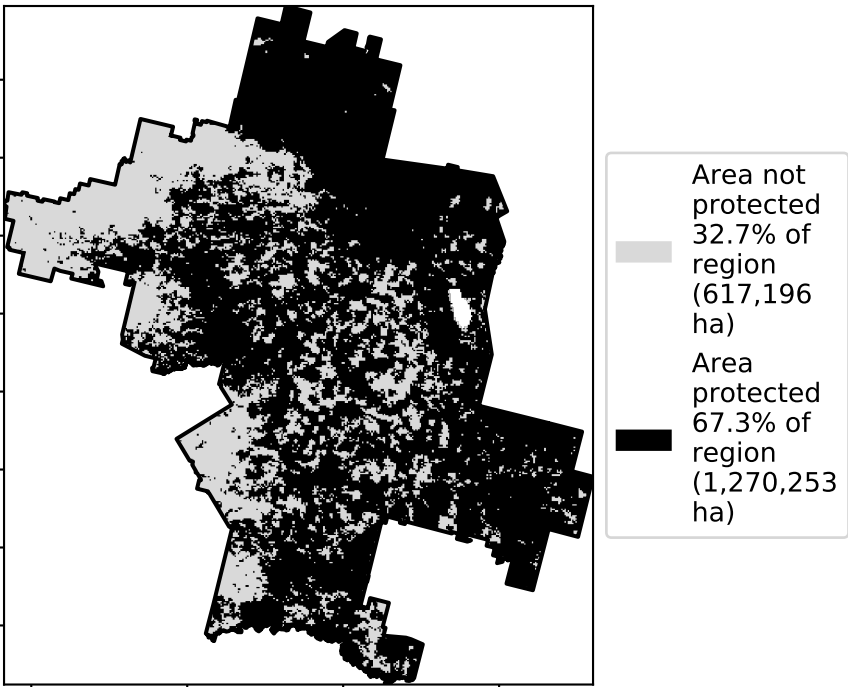 Area not
protected
32.7% of
region
(617,196
ha)
Area
protected
67.3% of
region
(1,270,253
ha)